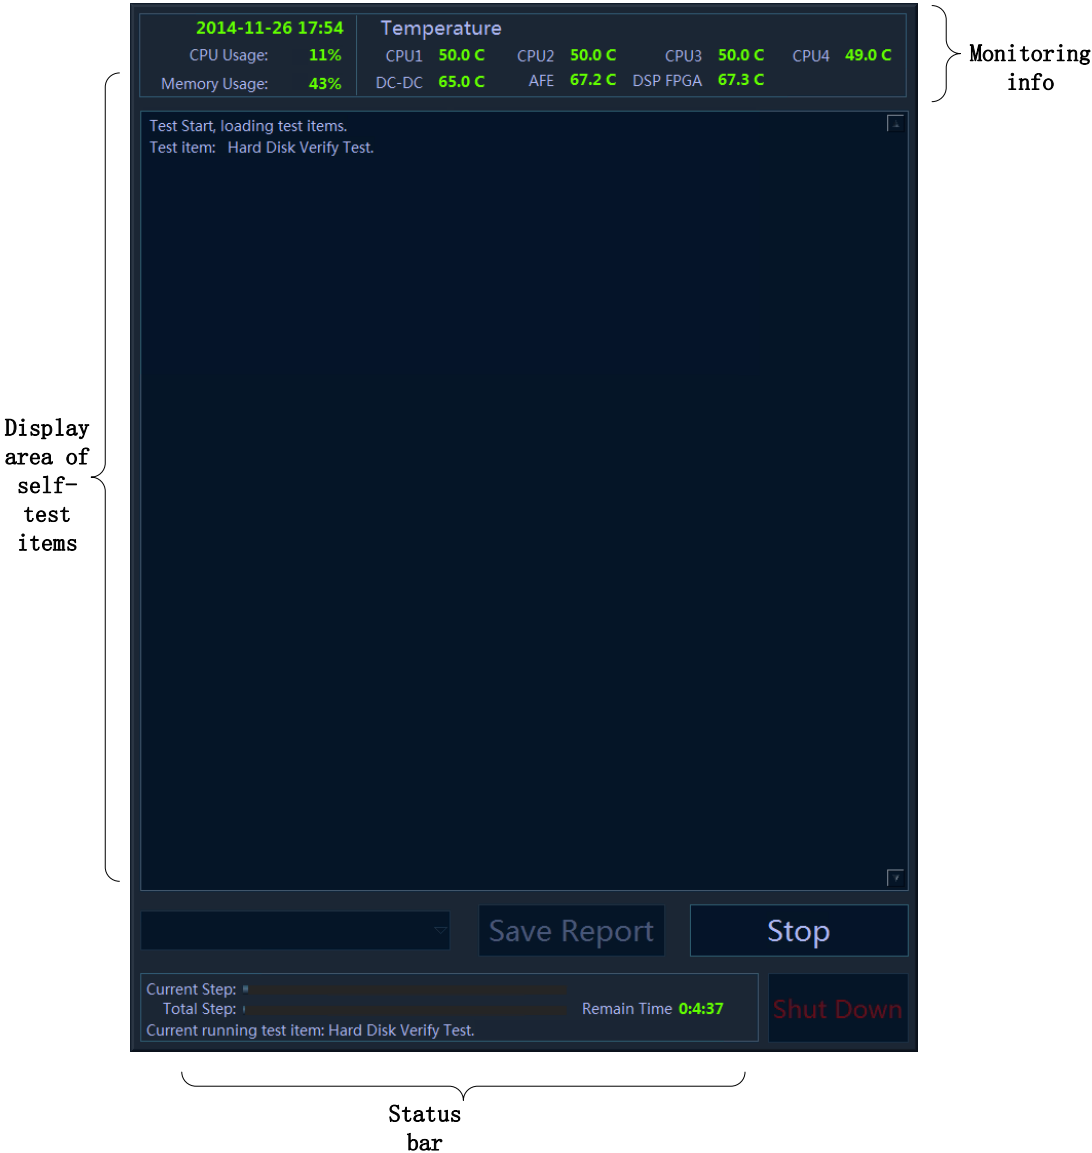 2014-11-26 17:54 Temperature
CPU Usage: 11% CPU1 50.0 C CPU2 50.0 C CPU3 50.0 C CPU4 49.0 C
Memory Usage: 43% DC-DC 65.0 C AFE 67.2 C DSP FPGA 67.3 C
Monitoring
info
Test Start, loading test items.
Test item: Hard Disk Verify Test.
Display
area of
self-
test
items
Save Report Stop
Current Step:
Total Step: Remain Time 0:4:37
Current running test item: Hard Disk Verify Test.
Shut Down
Status
bar